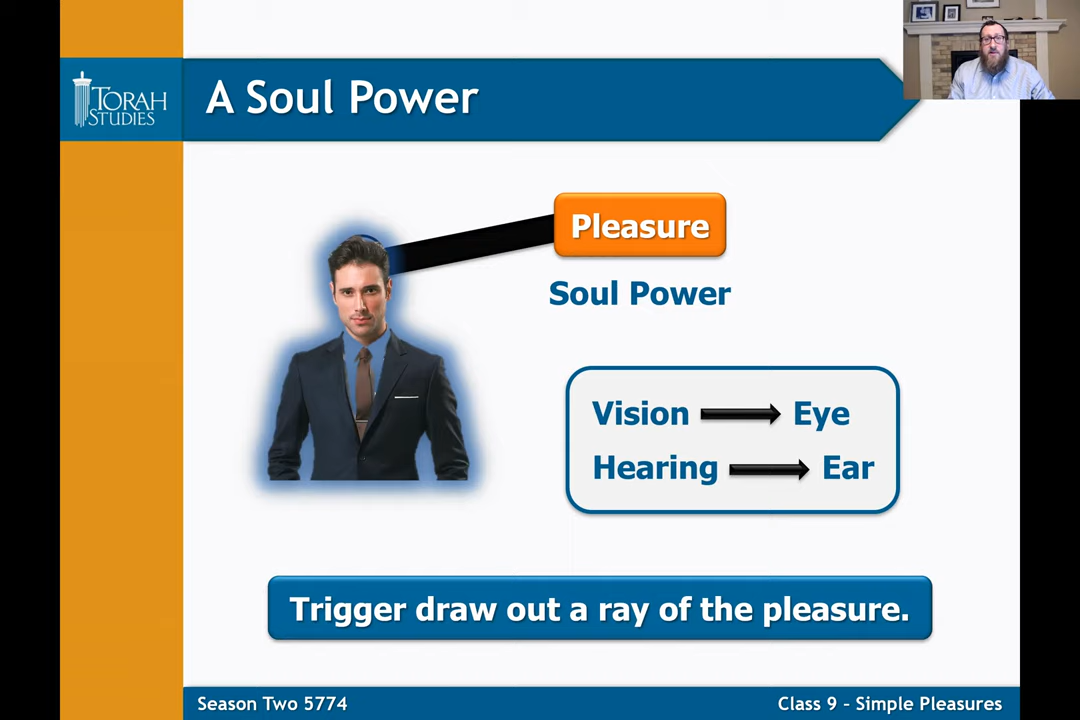 TORAH
STUDIES
A Soul Power
Pleasure
Soul Power
Vision Eye
Hearing Ear
Trigger draw out a ray of the pleasure.
Season Two 5774
Class 9 – Simple Pleasures